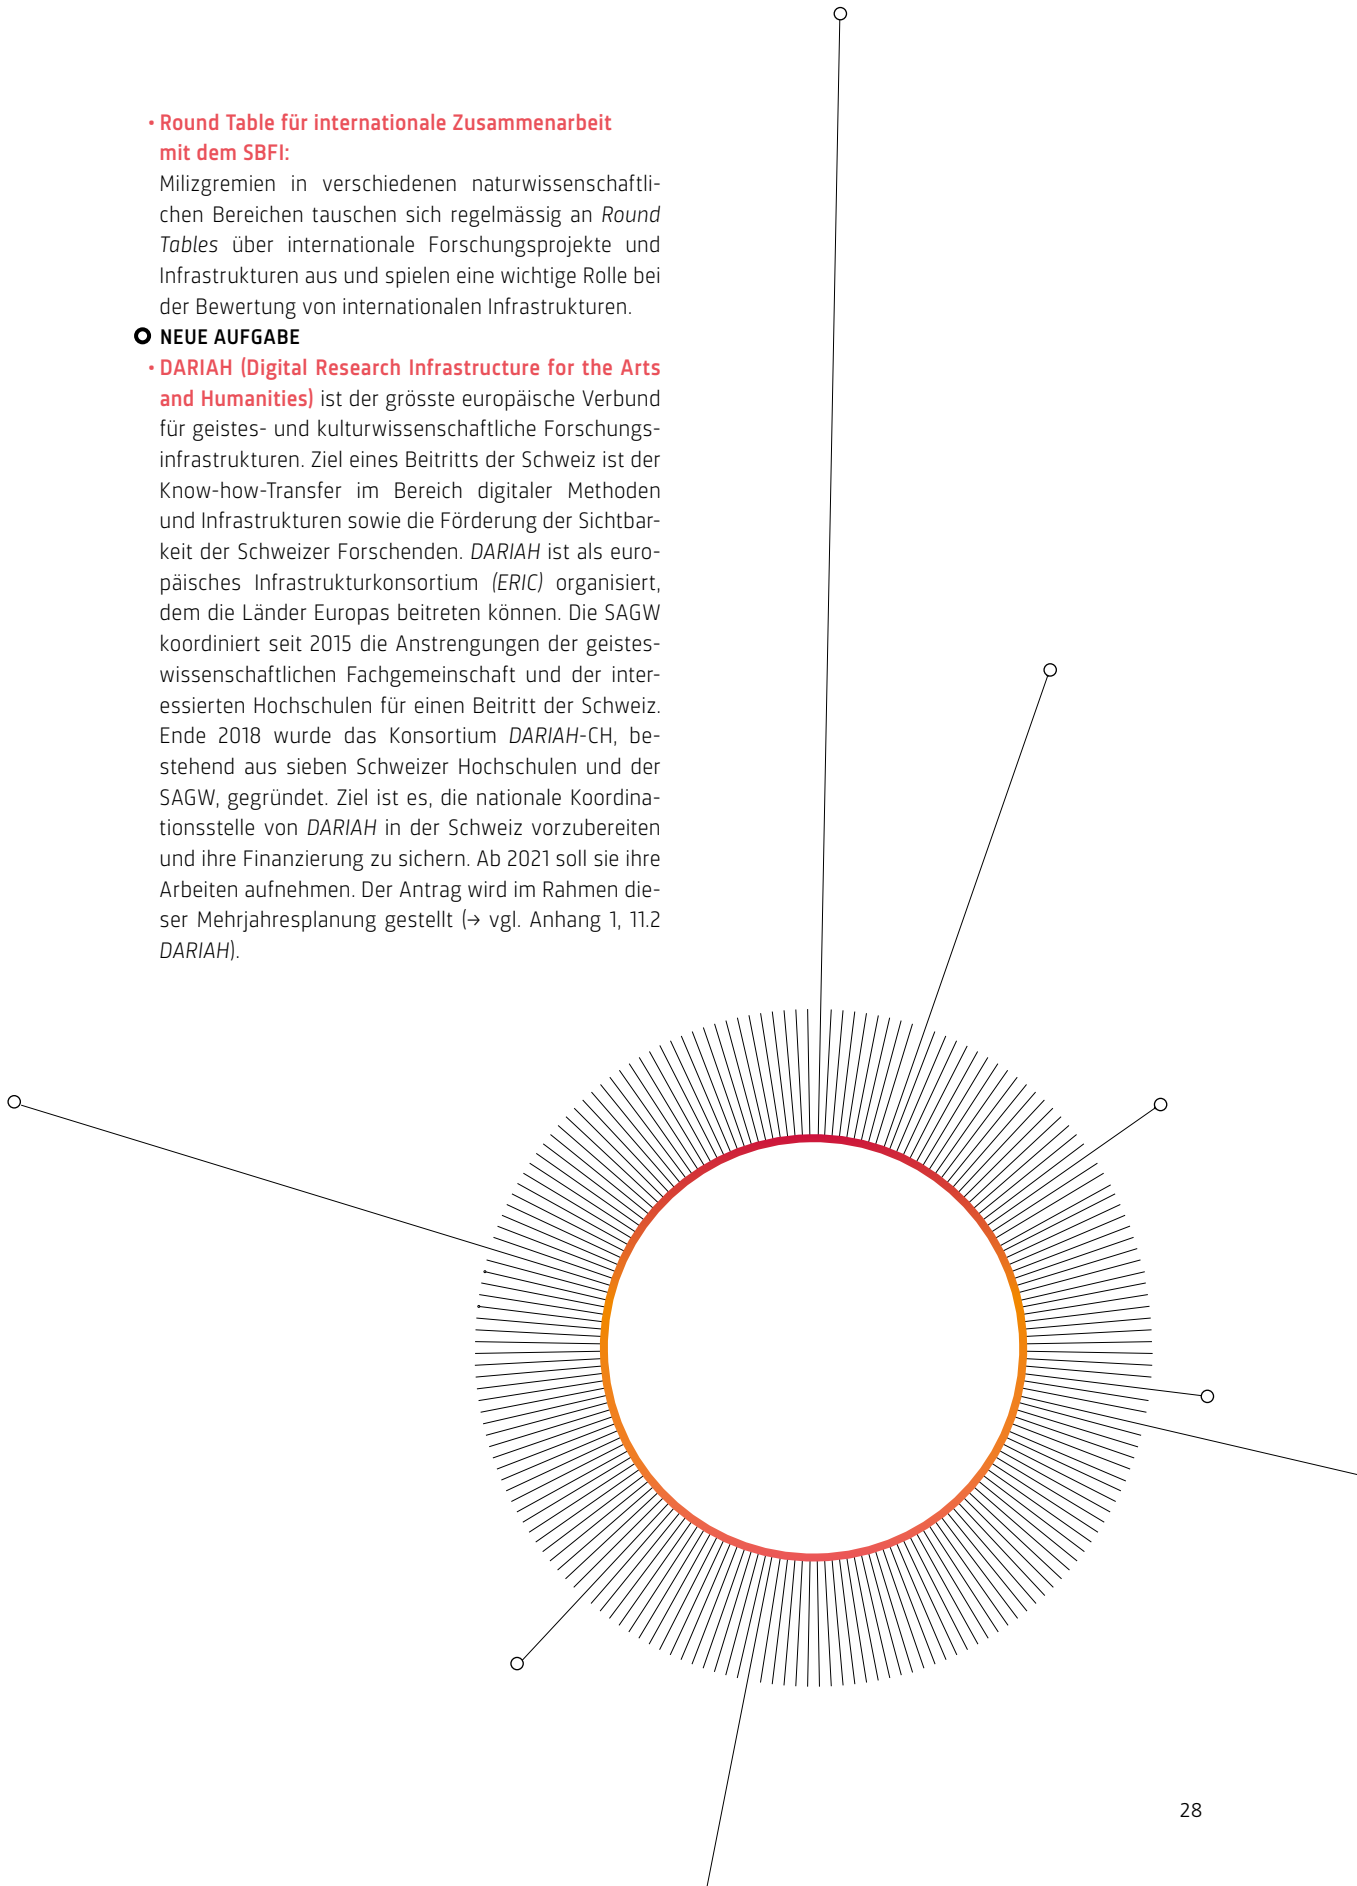 • Round Table für internationale Zusammenarbeit
mit dem SBFI:
Milizgremien in verschiedenen naturwissenschaftli-
chen Bereichen tauschen sich regelmässig an Round
Tables über internationale Forschungsprojekte und
Infrastrukturen aus und spielen eine wichtige Rolle bei
der Bewertung von internationalen Infrastrukturen.
NEUE AUFGABE
• DARIAH (Digital Research Infrastructure for the Arts
and Humanities) ist der grösste europäische Verbund
für geistes- und kulturwissenschaftliche Forschungs-
infrastrukturen. Ziel eines Beitritts der Schweiz ist der
Know-how-Transfer im Bereich digitaler Methoden
und Infrastrukturen sowie die Förderung der Sichtbar-
keit der Schweizer Forschenden. DARIAH ist als euro-
päisches Infrastrukturkonsortium (ERIC) organisiert,
dem die Länder Europas beitreten können. Die SAGW
koordiniert seit 2015 die Anstrengungen der geistes-
wissenschaftlichen Fachgemeinschaft und der inter-
essierten Hochschulen für einen Beitritt der Schweiz.
Ende 2018 wurde das Konsortium DARIAH-CH, be-
stehend aus sieben Schweizer Hochschulen und der
SAGW, gegründet. Ziel ist es, die nationale Koordina-
tionsstelle von DARIAH in der Schweiz vorzubereiten
und ihre Finanzierung zu sichern. Ab 2021 soll sie ihre
Arbeiten aufnehmen. Der Antrag wird im Rahmen die-
ser Mehrjahresplanung gestellt (→ vgl. Anhang 1, 11.2
DARIAH).
28